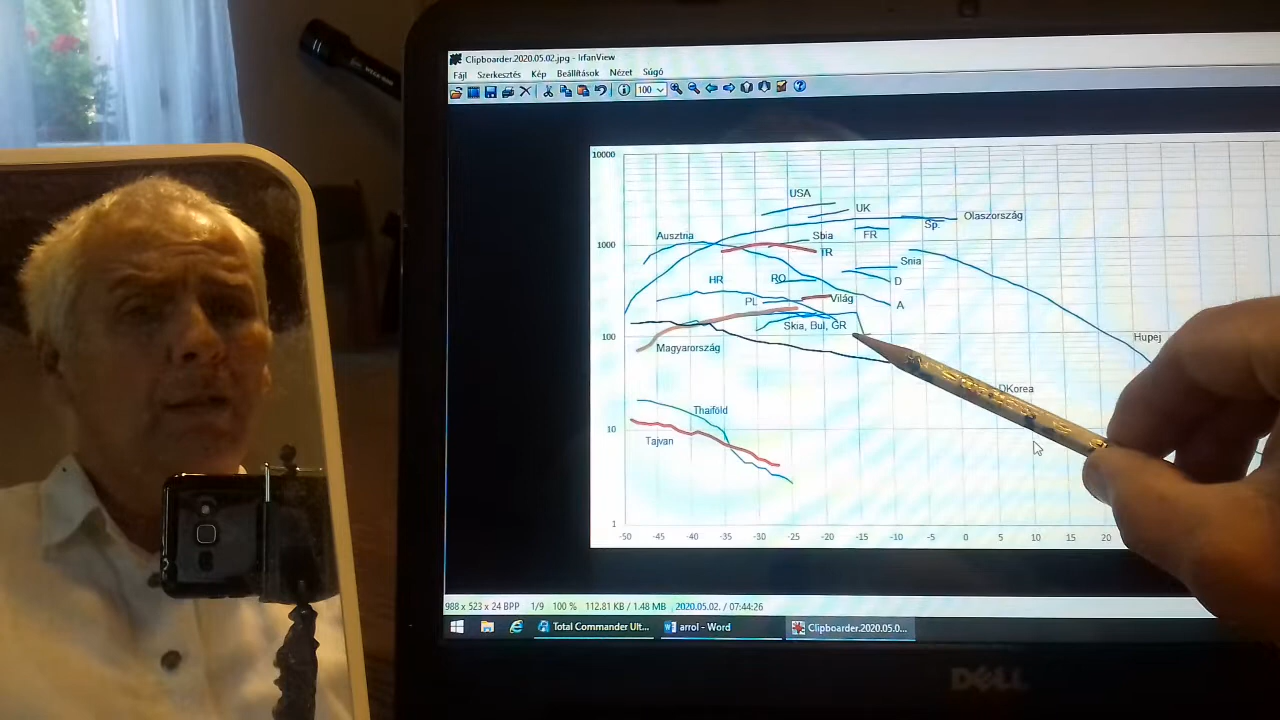 Clipboarder.2020.05.02.jpg - IrfanView
Fájl Szerkesztés Kép Beállítások Nézet Súgó
100
10000
USA
UK
Olaszország
Sp.
Ausztria
Sbia
FR
1000
TR
Snia
HR
RO
D
PL
Világ
A
Skia, Bul, GR
100
Hupej
Magyarország
DKorea
Thaiföld
10
Tajvan
1
-50 -45 -40 -35 -30 -25 -20 -15 -10 -5 0 5 10 15 20
988 x 523 x 24 BPP 1/9 100 % 112.81 KB / 1.48 MB 2020.05.02. / 07:44:26
Total Commander Ult... arrol - Word Clipboarder.2020.05.0...
DELL